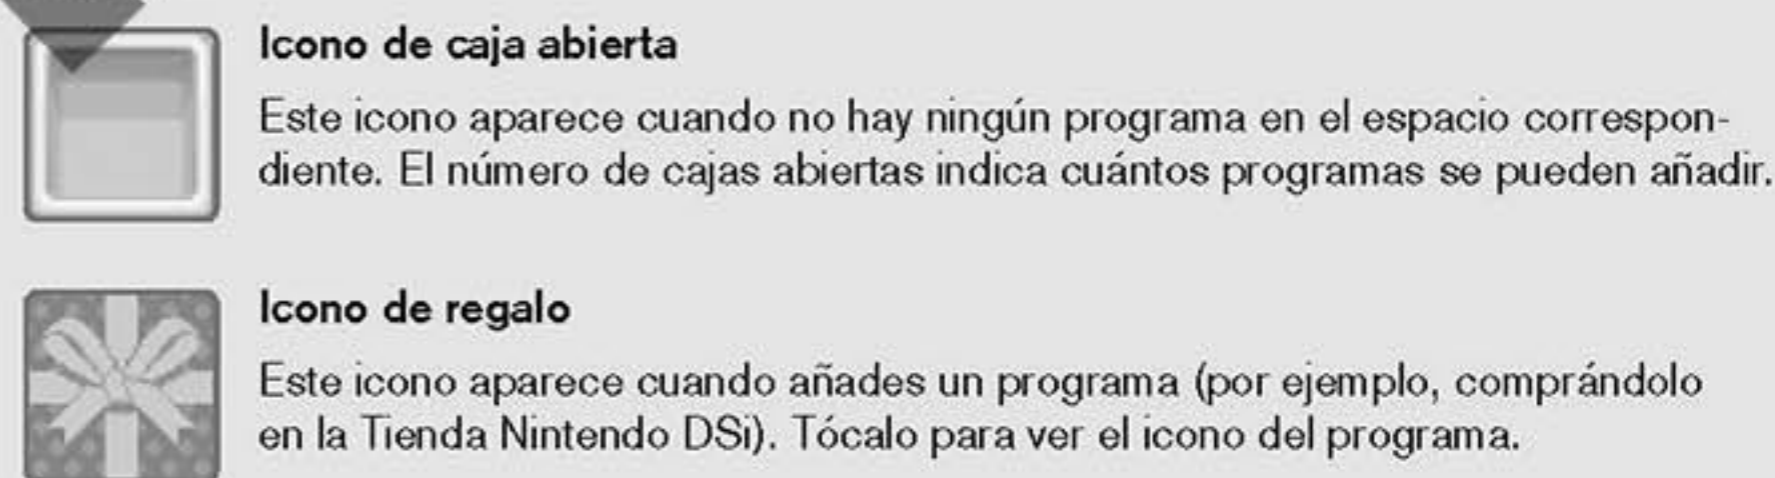 Icono de caja abierta
Este icono aparece cuando no hay ningún programa en el espacio correspon-
diente. El número de cajas abiertas indica cuántos programas se pueden añadir.
Icono de regalo
Este icono aparece cuando añades un programa (por ejemplo, comprándolo
en la Tienda Nintendo DSi). Tócalo para ver el icono del programa.